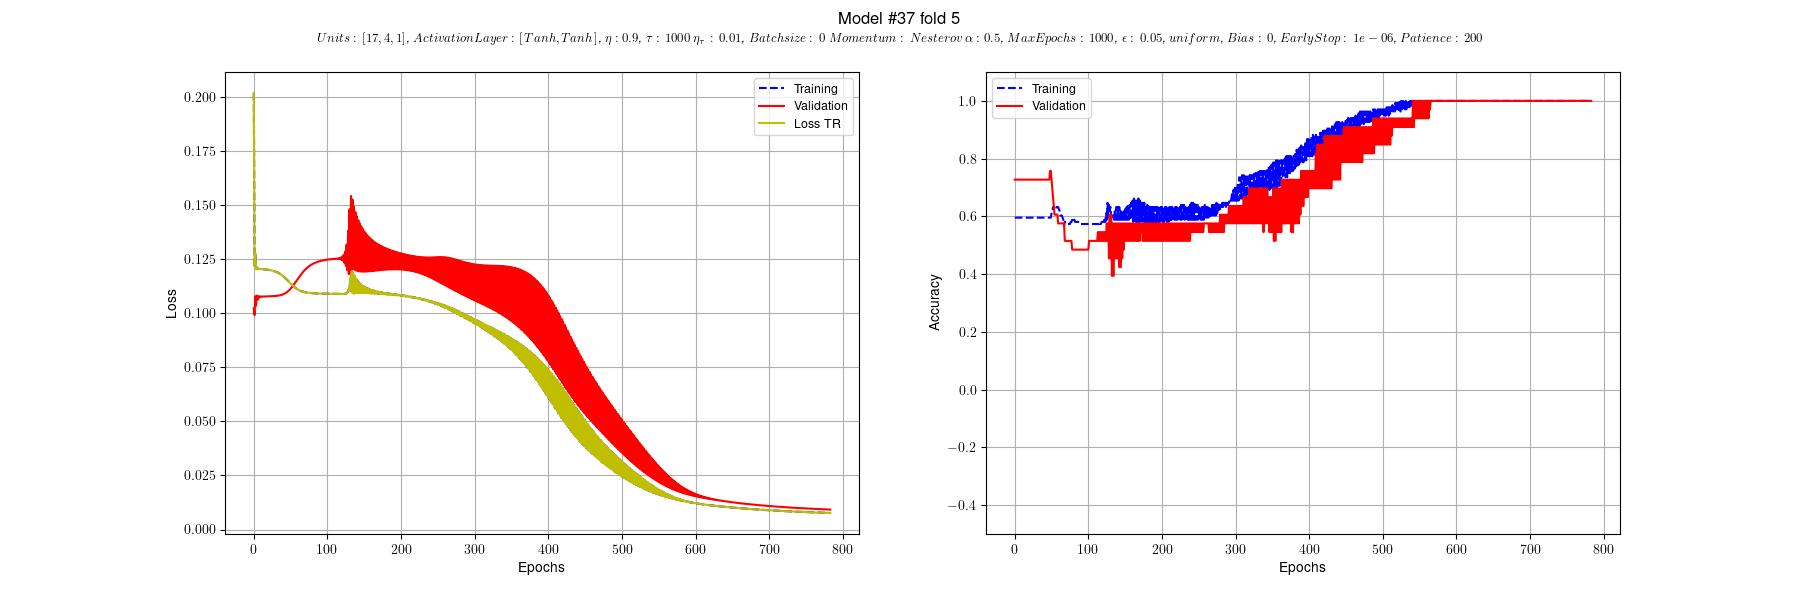 Model #37 fold 5
Units : [17, 4, 1], ActivationLayer : [Tanh, Tanh], η : 0.9, τ : 1000 η_τ : 0.01, Batchsize : 0 Momentum : Nesterov α : 0.5, MaxEpochs : 1000, ϵ : 0.05, uniform, Bias : 0, EarlyStop : 1e − 06, Patience : 200
Loss
0.200
0.175
0.150
0.125
0.100
0.075
0.050
0.025
0.000
Training
Validation
Loss TR
0 100 200 300 400 500 600 700 800
Epochs
Accuracy
1.0
0.8
0.6
0.4
0.2
0.0
−0.2
−0.4
Training
Validation
0 100 200 300 400 500 600 700 800
Epochs